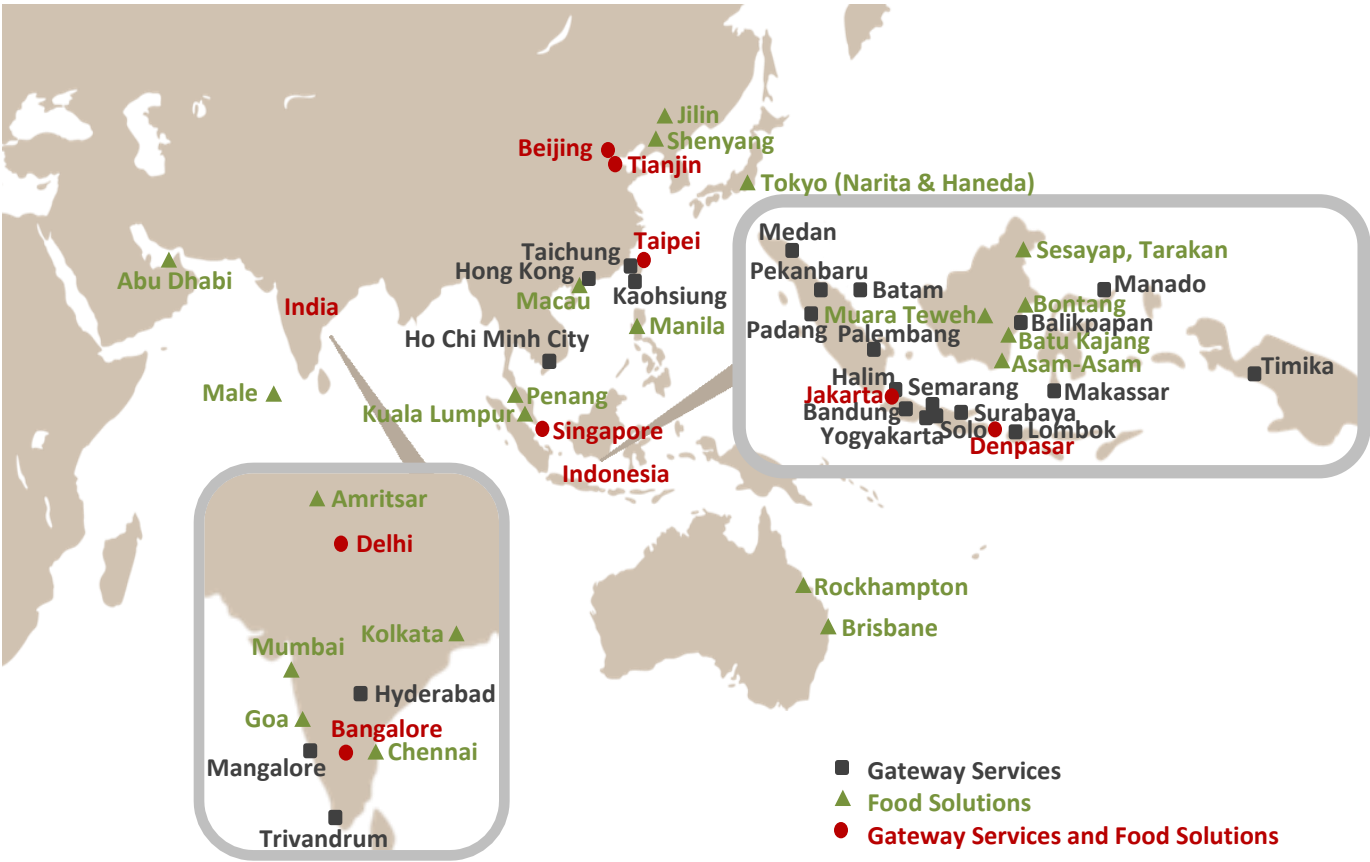 Jilin
Shenyang
Beijing
Tianjin
Tokyo (Narita & Haneda)
Taipei
Taichung
Hong Kong
Macau
Kaohsiung
Abu Dhabi
India
Manila
Ho Chi Minh City
Male
Penang
Kuala Lumpur
Singapore
Indonesia
Medan
Sesayap, Tarakan
Pekanbaru
Batam
Manado
Bontang
Padang
Muara Teweh
Balikpapan
Palembang
Batu Kajang
Asam-Asam
Timika
Halim
Semarang
Makassar
Jakarta
Bandung
Surabaya
Yogyakarta
Solo
Lombok
Denpasar
Amritsar
Delhi
Kolkata
Mumbai
Hyderabad
Goa
Bangalore
Chennai
Mangalore
Trivandrum
Rockhampton
Brisbane
Gateway Services
Food Solutions
Gateway Services and Food Solutions